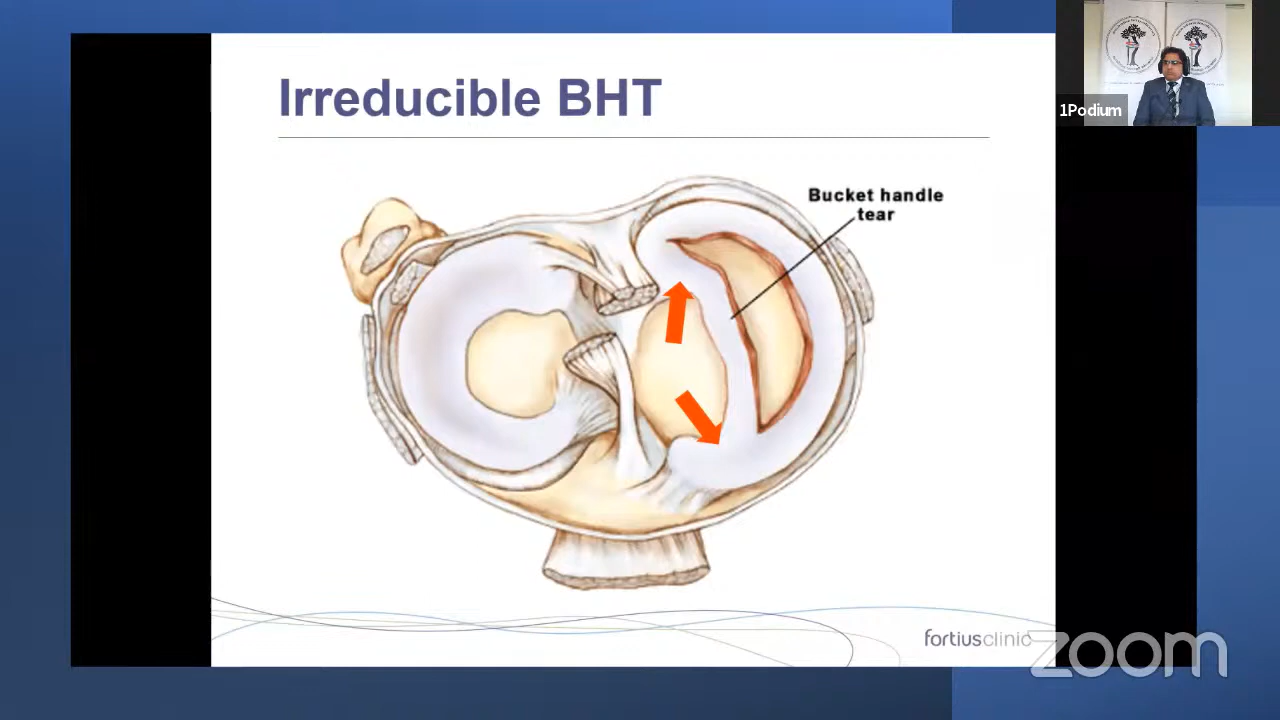 Irreducible BHT
1Podium
Bucket handle
tear
fortiusclinic
zoom